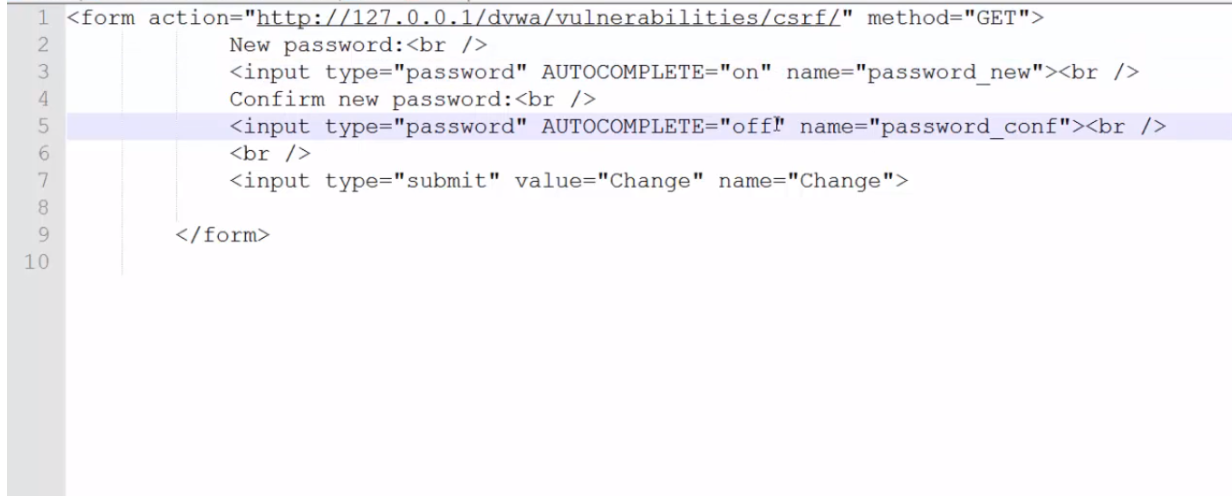 1 <form action="http://127.0.0.1/dvwa/vulnerabilities/csrf/" method="GET">
2 New password:<br />
3 <input type="password" AUTOCOMPLETE="on" name="password_new"><br />
4 Confirm new password:<br />
5 <input type="password" AUTOCOMPLETE="off" name="password_conf"><br />
6 <br />
7 <input type="submit" value="Change" name="Change">
8
9 </form>
10